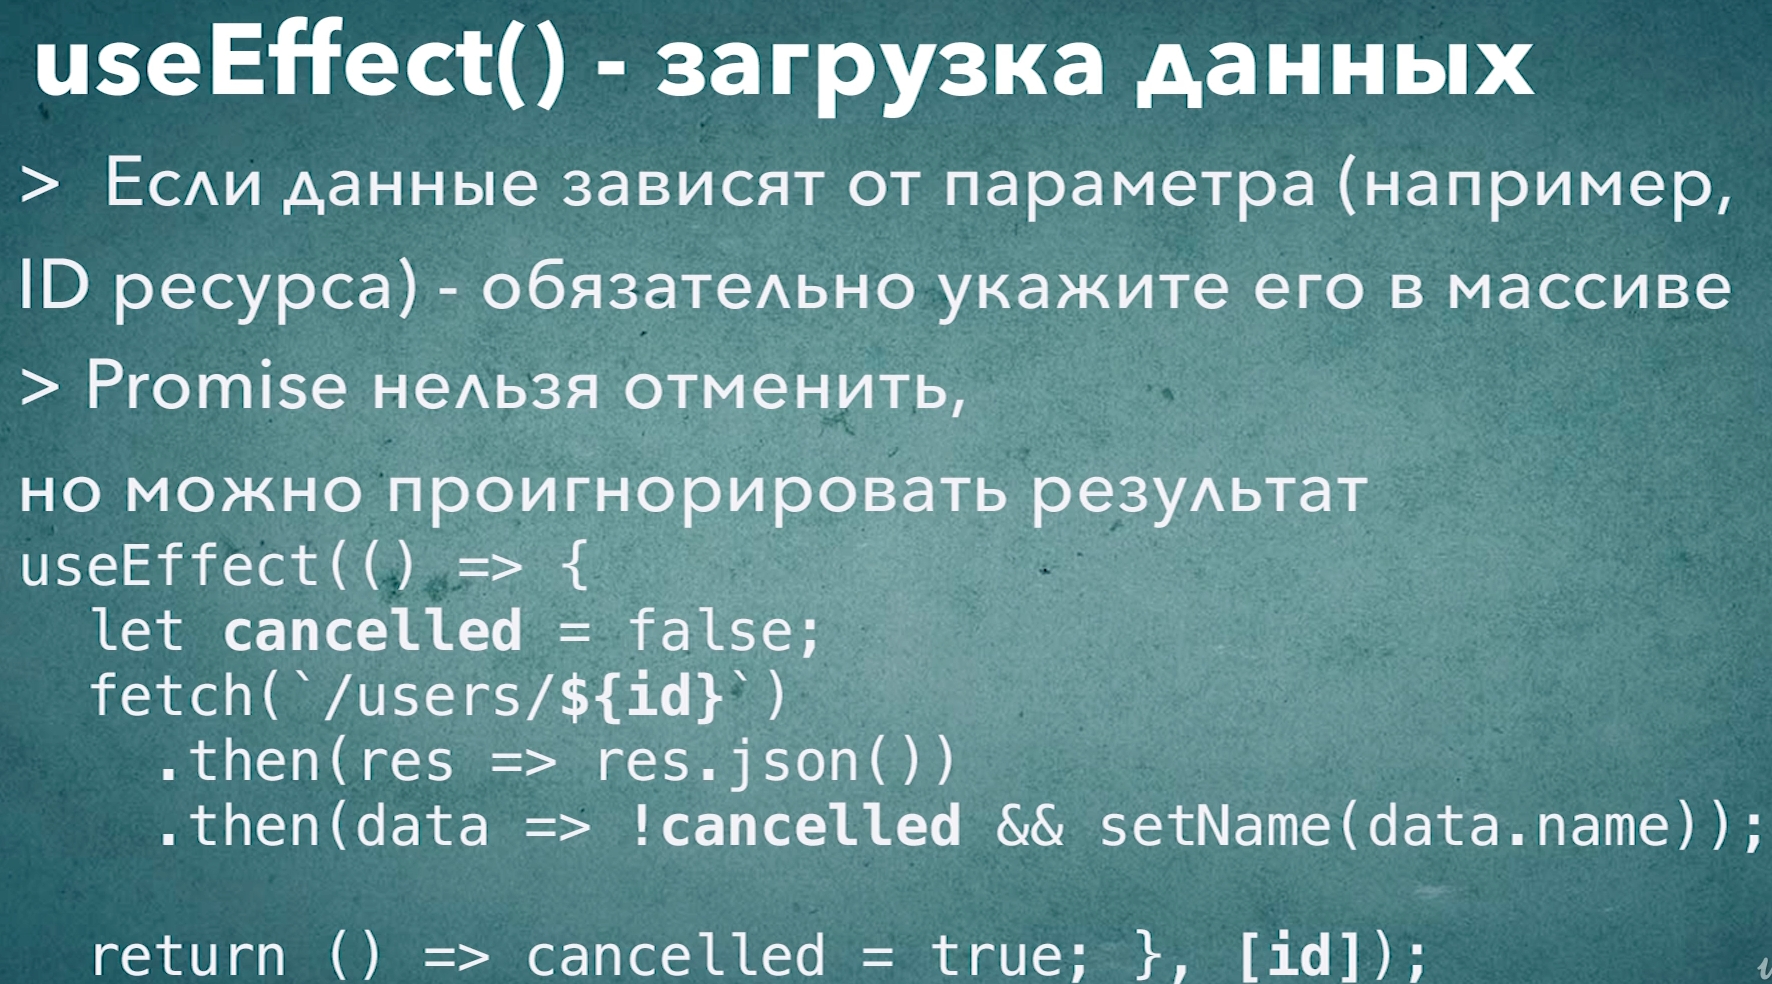 useEffect() - загрузка данных
> Если данные зависят от параметра (например,
ID ресурса) - обязательно укажите его в массиве
> Promise нельзя отменить,
но можно проигнорировать результат
useEffect(() => {
  let cancelled = false;
  fetch(`/users/${id}`)
    .then(res => res.json())
    .then(data => !cancelled && setName(data.name));
  return () => cancelled = true; }, [id]);